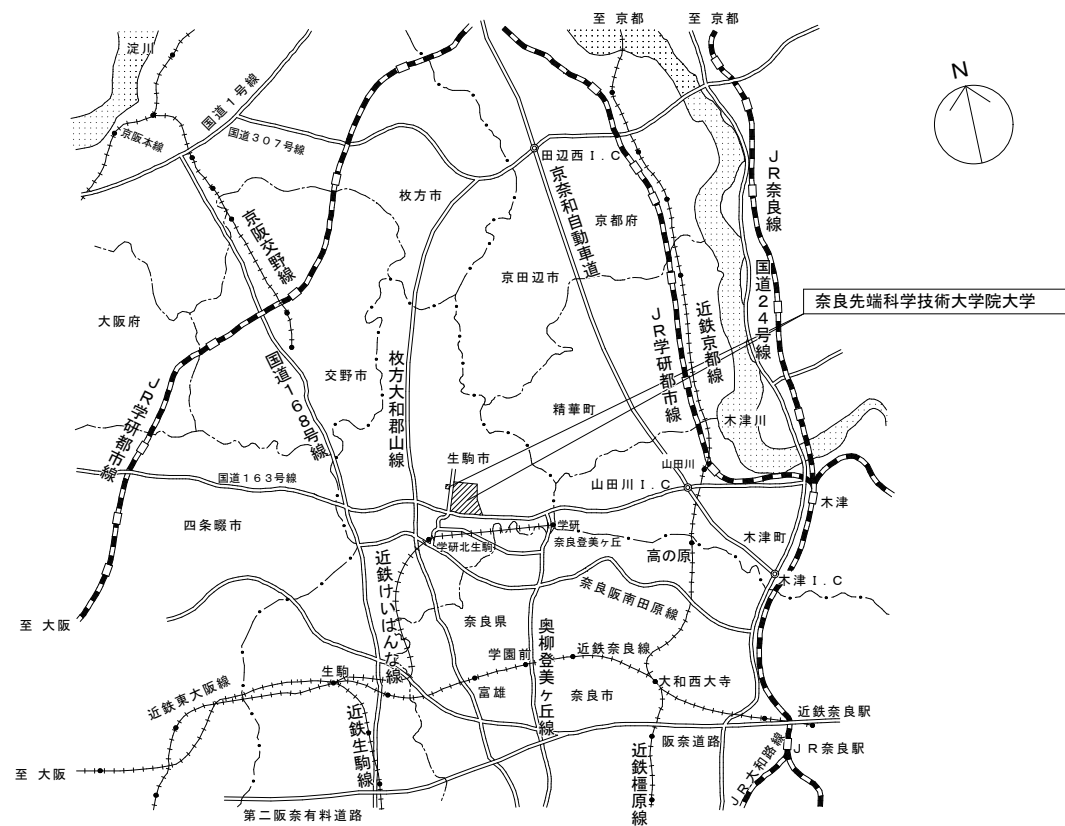 至 京都
至 京都
淀川
国道１号線
京阪本線
国道３０７号線
田辺西Ｉ．Ｃ
ＪＲ奈良線
京奈和自動車道
枚方市
京都府
京阪交野線
京田辺市
国道２４号線
奈良先端科学技術大学院大学
近鉄京都線
ＪＲ学研都市線
大阪府
国道１６８号線
枚方大和郡山線
交野市
ＪＲ学研都市線
精華町
木津川
生駒市
山田川
国道１６３号線
山田川Ｉ．Ｃ
木津
四条畷市
学研
学研北生駒
奈良登美ヶ丘
高の原
木津町
近鉄けいはんな線
木津Ｉ．Ｃ
奈良阪南田原線
至 大阪
奈良県
奥柳登美ヶ丘線
学園前
近鉄奈良線
生駒
大和西大寺
近鉄東大阪線
富雄
奈良市
近鉄生駒線
近鉄奈良駅
阪奈道路
ＪＲ奈良駅
近鉄橿原線
ＪＲ大和路線
至 大阪
第二阪奈有料道路
N